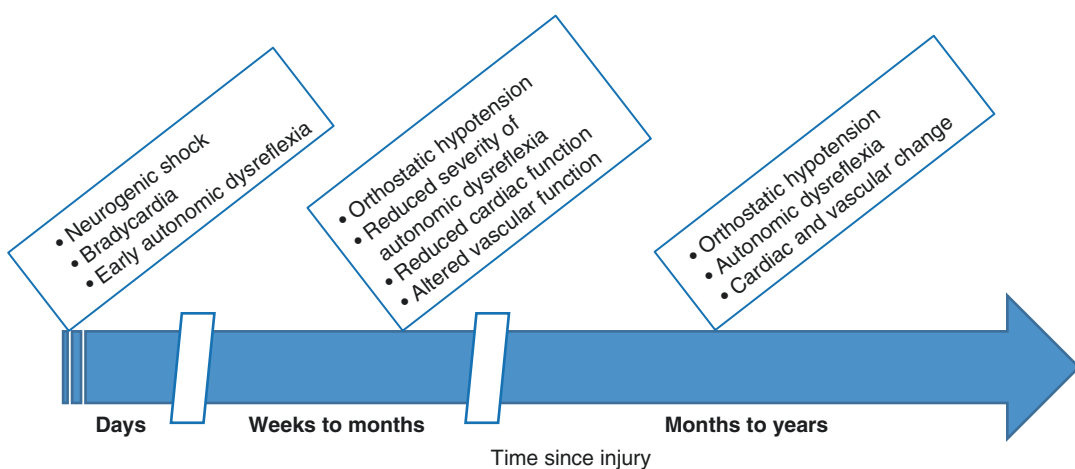 • Neurogenic shock
• Bradycardia
• Early autonomic dysreflexia
• Orthostatic hypotension
• Reduced severity of
autonomic dysreflexia
• Reduced cardiac function
• Altered vascular function
• Orthostatic hypotension
• Autonomic dysreflexia
• Cardiac and vascular change
Days
Weeks to months
Months to years
Time since injury